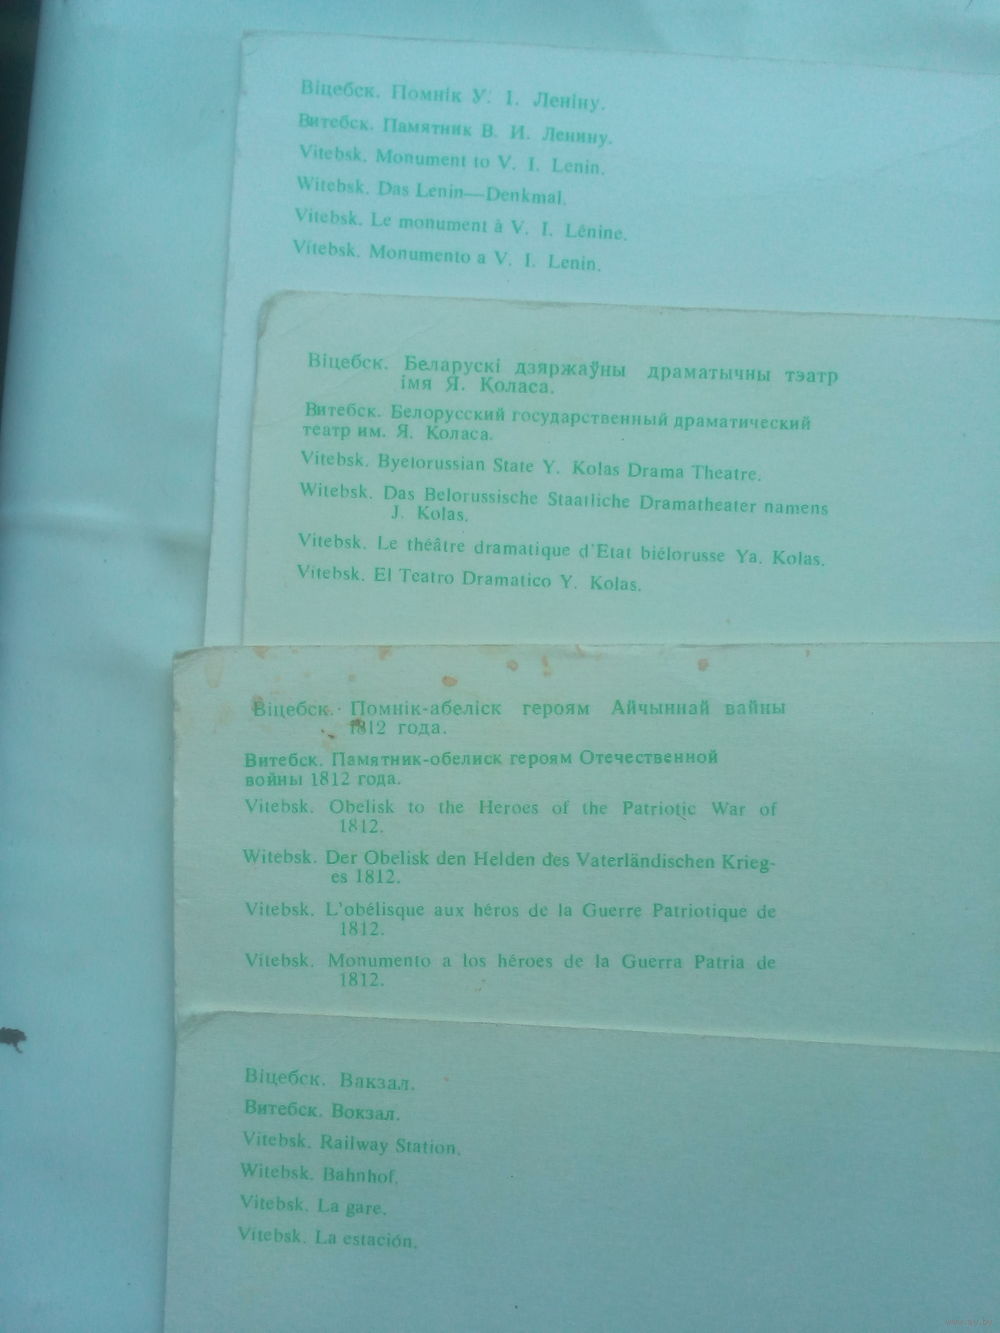 Віцебск. Помнік У. І. Леніну.
Витебск. Памятник В. И. Ленину.
Vitebsk. Monument to V. I. Lenin.
Witebsk. Das Lenin—Denkmal.
Vitebsk. Le monument à V. I. Lénine.
Vitebsk. Monumento a V. I. Lenin.
Віцебск. Беларускі дзяржаўны драматычны тэатр
імя Я. Коласа.
Витебск. Белорусский государственный драматический
театр им. Я. Коласа.
Vitebsk. Byelorussian State Y. Kolas Drama Theatre.
Witebsk. Das Belorussische Staatliche Dramatheater namens
J. Kolas.
Vitebsk. Le théâtre dramatique d'Etat biélorusse Ya. Kolas.
Vitebsk. El Teatro Dramatico Y. Kolas.
Віцебск. Помнік-абеліск героям Айчыннай вайны
1812 года.
Витебск. Памятник-обелиск героям Отечественной
войны 1812 года.
Vitebsk. Obelisk to the Heroes of the Patriotic War of
1812.
Witebsk. Der Obelisk den Helden des Vaterländischen Krieg-
es 1812.
Vitebsk. L'obélisque aux héros de la Guerre Patriotique de
1812.
Vitebsk. Monumento a los héroes de la Guerra Patria de
1812.
Віцебск. Вакзал.
Витебск. Вокзал.
Vitebsk. Railway Station.
Witebsk. Bahnhof.
Vitebsk. La gare.
Vitebsk. La estación.